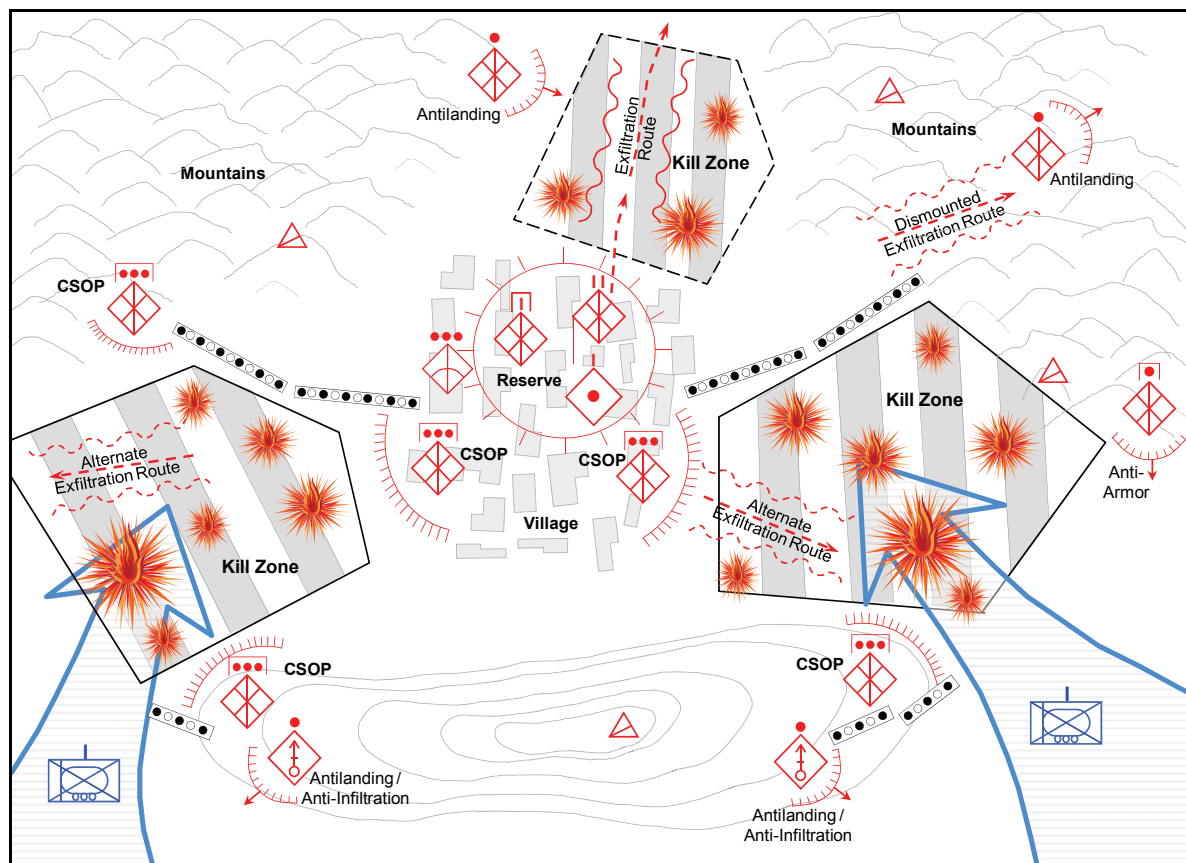 Antilanding
Exfiltration
Route
Kill Zone
Mountains
Antilanding
Mountains
Dismounted
Exfiltration Route
CSOP
Reserve
Kill Zone
Alternate
Exfiltration Route
CSOP
CSOP
Anti-
Armor
Village
Alternate
Exfiltration Route
Kill Zone
CSOP
CSOP
Antilanding /
Anti-Infiltration
Antilanding /
Anti-Infiltration